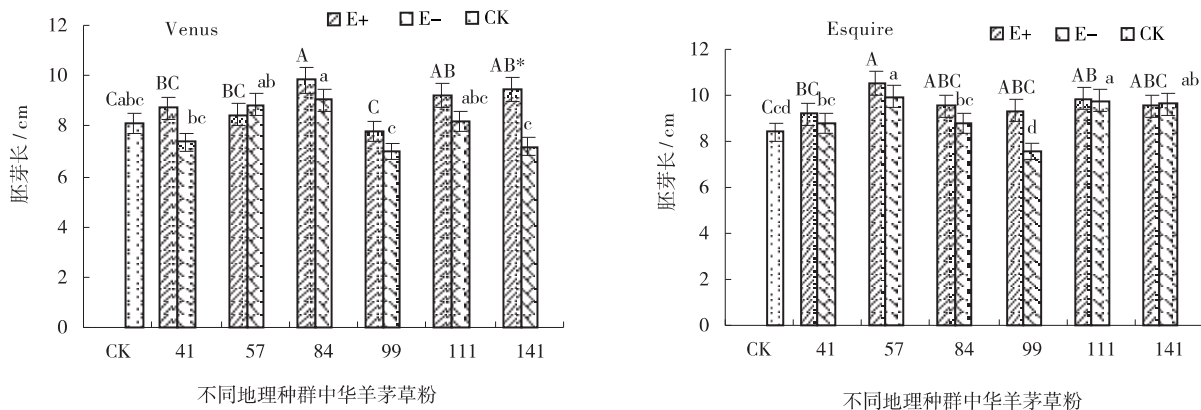 Venus
E+ E− CK
12
10
8
6
4
2
0
胚芽长/cm
Cabc
BC
bc
BC
ab
A
a
C
c
AB
abc
AB*
c
CK 41 57 84 99 111 141
不同地理种群中华羊茅草粉
Esquire
E+ E− CK
12
10
8
6
4
2
0
胚芽长/cm
Ccd
BC
bc
A
a
ABC
bc
ABC
d
AB
a
ABC
ab
CK 41 57 84 99 111 141
不同地理种群中华羊茅草粉